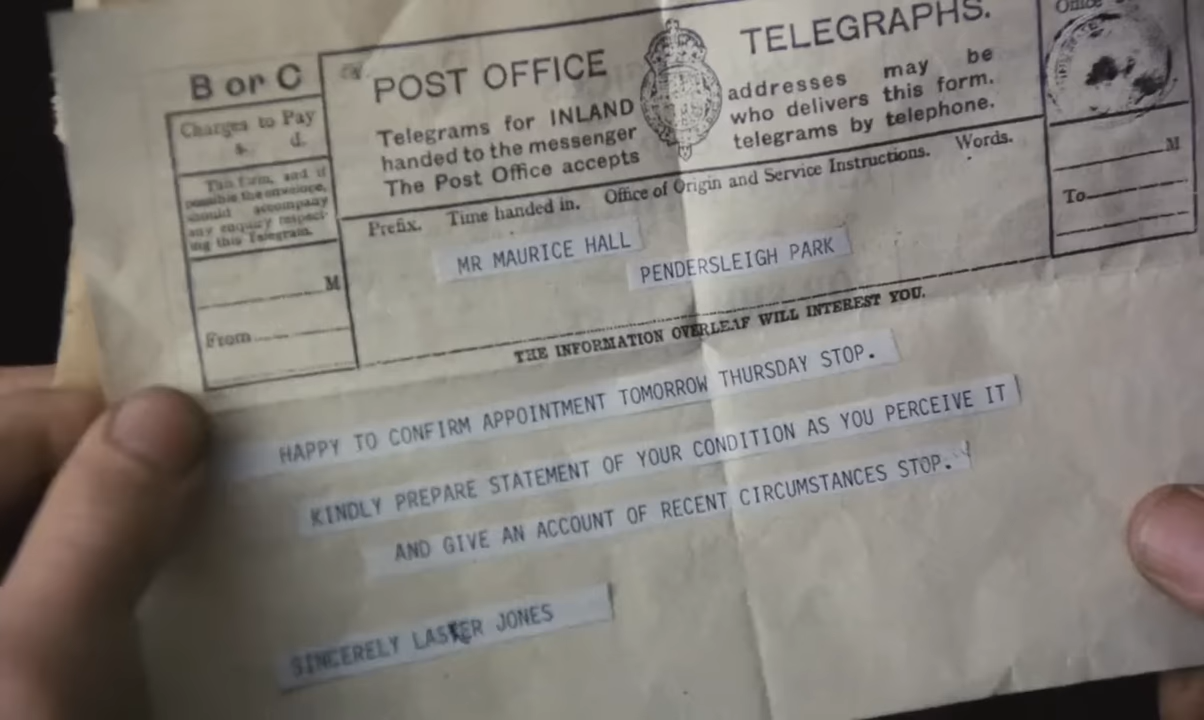 B or C
POST OFFICE TELEGRAPHS.
Charges to Pay
s. d.
Telegrams for INLAND addresses may be
handed to the messenger who delivers this form.
The Post Office accepts telegrams by telephone.
This form, and if
possible the envelope,
should accompany
any enquiry respect-
ing this Telegram.
Prefix. Time handed in. Office of Origin and Service Instructions. Words.
M
To
M
From
MR MAURICE HALL
PENDERSLEIGH PARK
THE INFORMATION OVERLEAF WILL INTEREST YOU.
HAPPY TO CONFIRM APPOINTMENT TOMORROW THURSDAY STOP.
KINDLY PREPARE STATEMENT OF YOUR CONDITION AS YOU PERCEIVE IT
AND GIVE AN ACCOUNT OF RECENT CIRCUMSTANCES STOP.
SINCERELY LASKER JONES